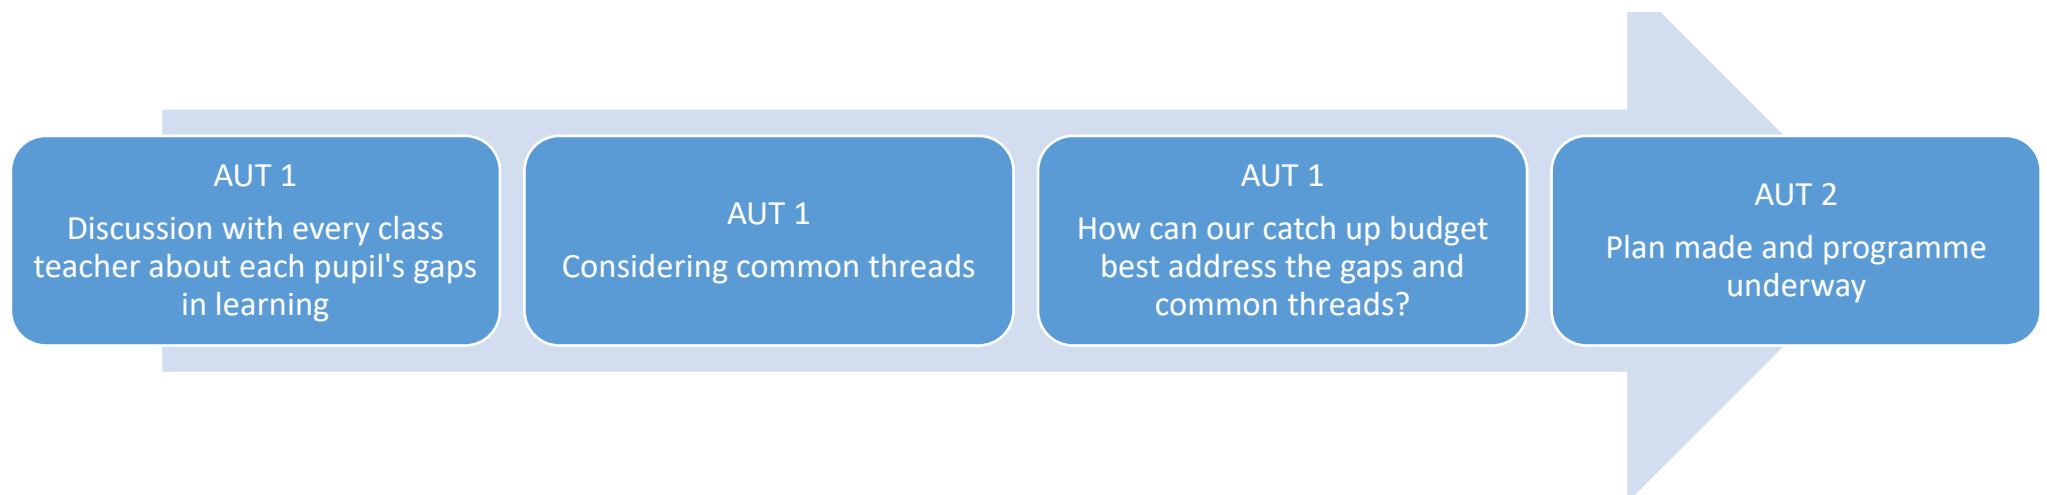 AUT 1
Discussion with every class
teacher about each pupil's gaps
in learning
AUT 1
Considering common threads
AUT 1
How can our catch up budget
best address the gaps and
common threads?
AUT 2
Plan made and programme
underway